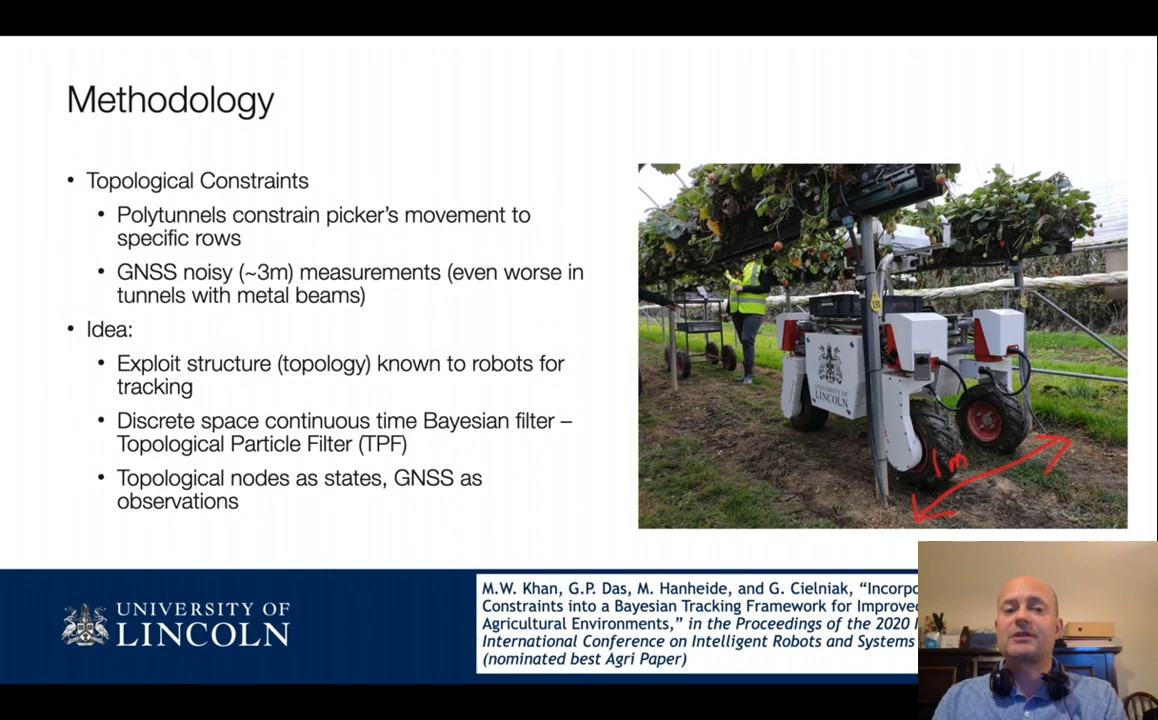 Methodology
• Topological Constraints
• Polytunnels constrain picker's movement to
specific rows
• GNSS noisy (~3m) measurements (even worse in
tunnels with metal beams)
• Idea:
• Exploit structure (topology) known to robots for
tracking
• Discrete space continuous time Bayesian filter –
Topological Particle Filter (TPF)
• Topological nodes as states, GNSS as
observations
UNIVERSITY OF
LINCOLN
1m
UNIVERSITY OF
LINCOLN
M.W. Khan, G.P. Das, M. Hanheide, and G. Cielniak, “Incorpo
Constraints into a Bayesian Tracking Framework for Improve
Agricultural Environments,” in the Proceedings of the 2020
International Conference on Intelligent Robots and Systems
(nominated best Agri Paper)